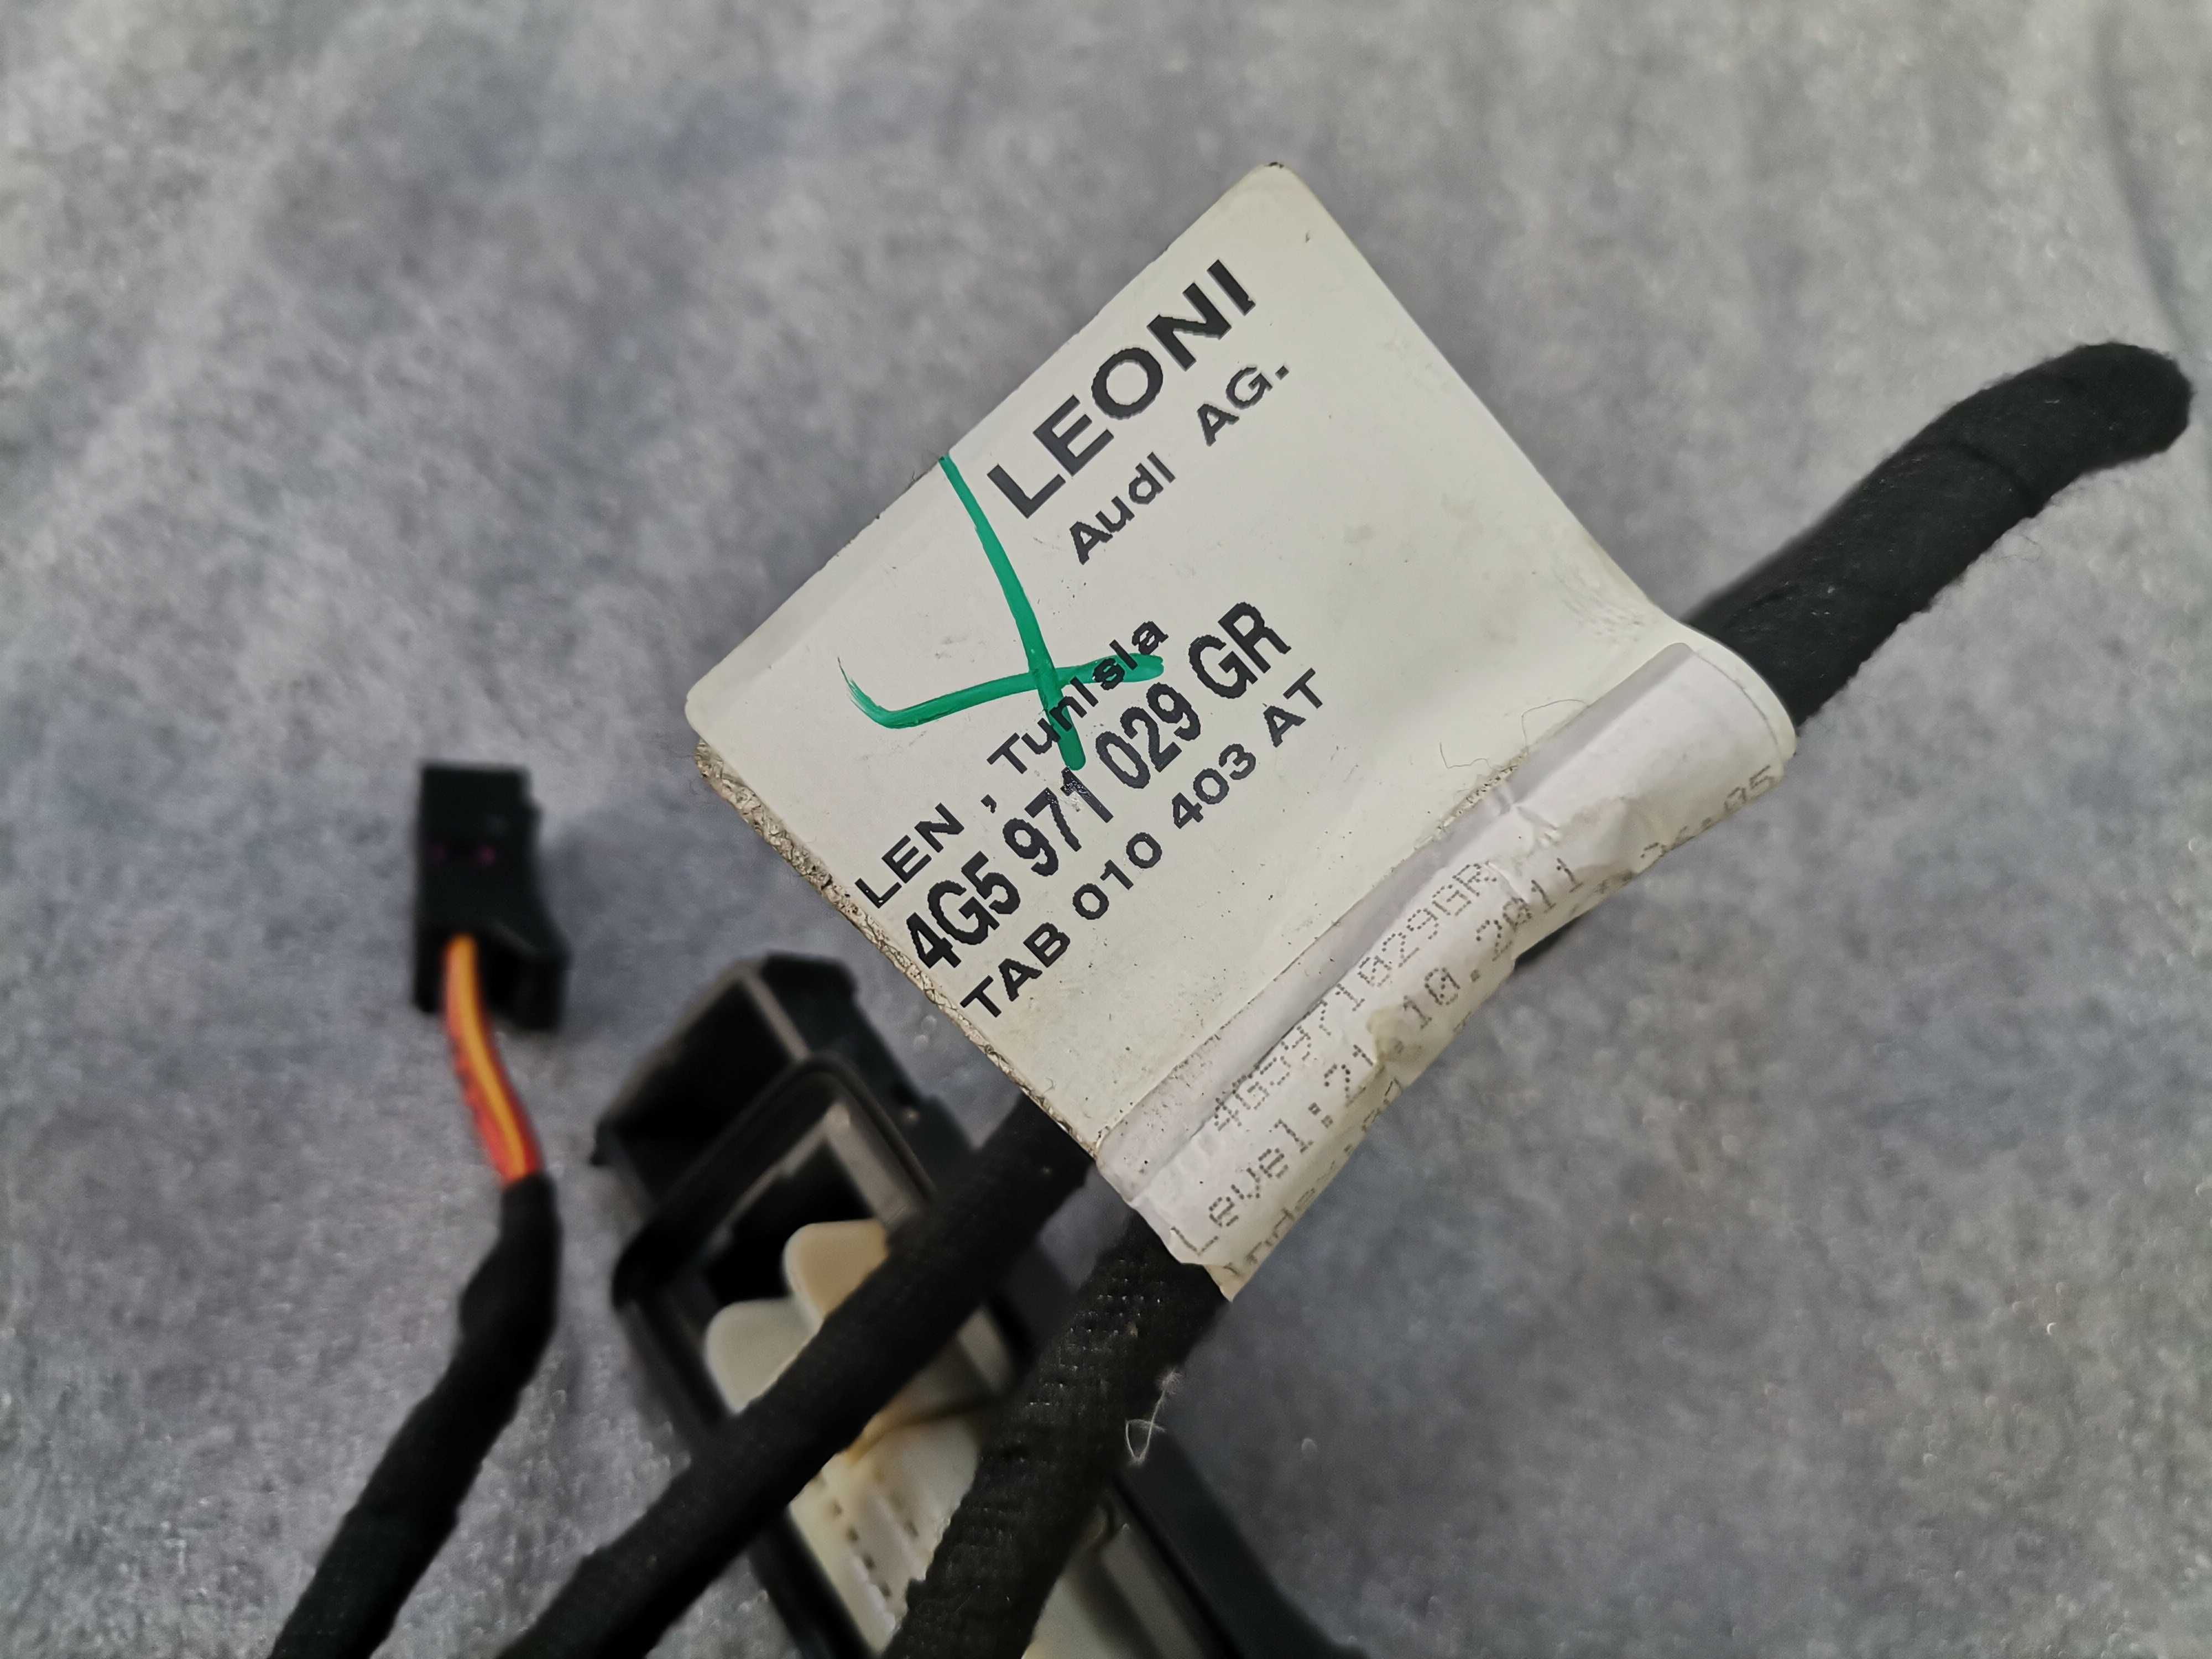 LEONI
Audi AG.
LEN , Tunisia
4G5 971 029 GR
TAB 010 403 AT
4G5971029GR
Level:21.10.2011